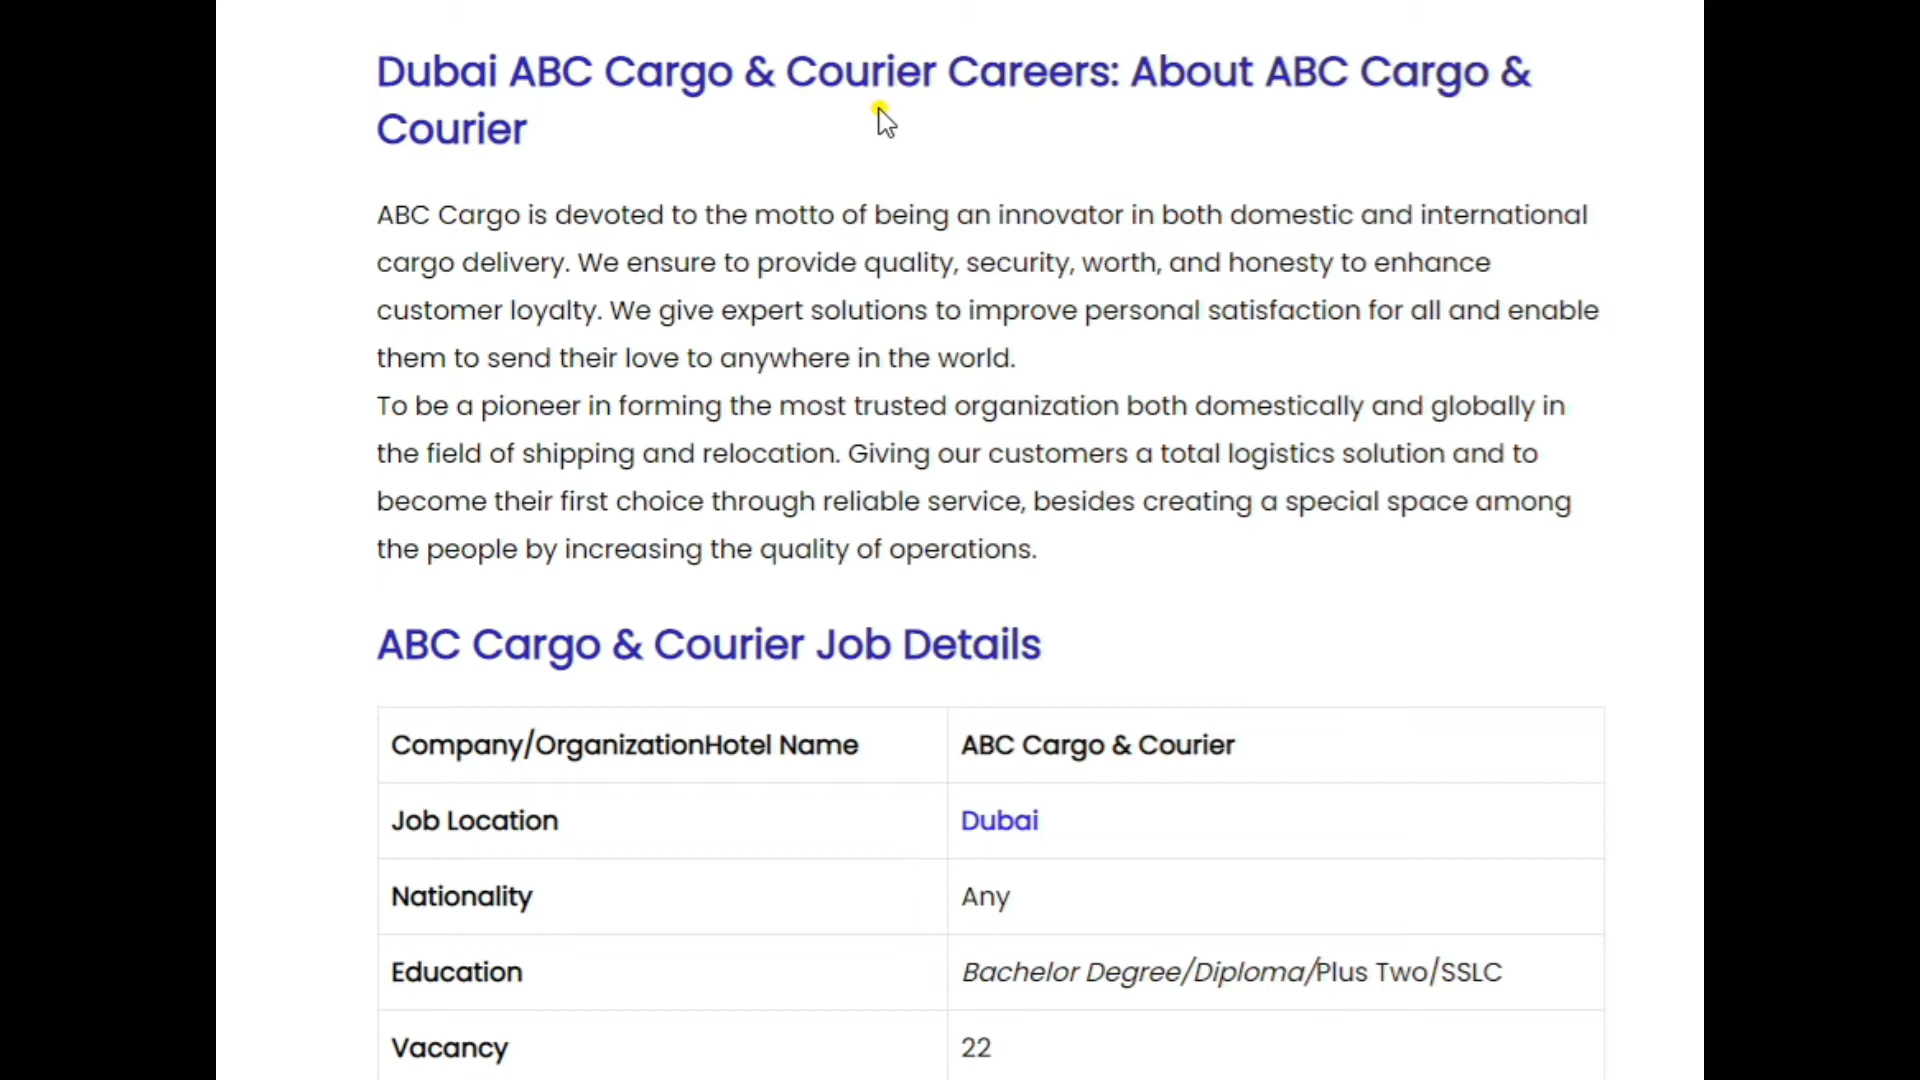 Dubai ABC Cargo & Courier Careers: About ABC Cargo &
Courier
ABC Cargo is devoted to the motto of being an innovator in both domestic and international
cargo delivery. We ensure to provide quality, security, worth, and honesty to enhance
customer loyalty. We give expert solutions to improve personal satisfaction for all and enable
them to send their love to anywhere in the world.
To be a pioneer in forming the most trusted organization both domestically and globally in
the field of shipping and relocation. Giving our customers a total logistics solution and to
become their first choice through reliable service, besides creating a special space among
the people by increasing the quality of operations.
ABC Cargo & Courier Job Details
Company/OrganizationHotel Name ABC Cargo & Courier
Job Location Dubai
Nationality Any
Education Bachelor Degree/Diploma/Plus Two/SSLC
Vacancy 22